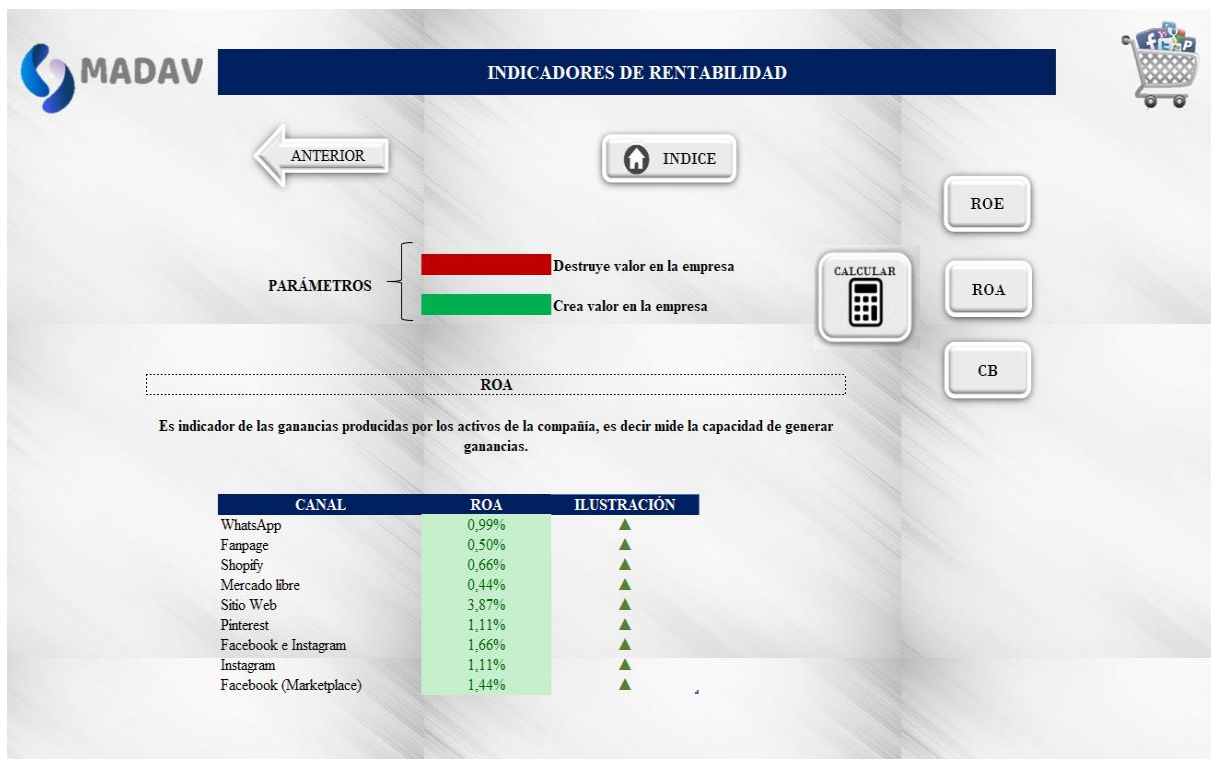 MADAV
INDICADORES DE RENTABILIDAD
ANTERIOR
INDICE
ROE
PARÁMETROS
Destruye valor en la empresa
Crea valor en la empresa
CALCULAR
ROA
CB
ROA
Es indicador de las ganancias producidas por los activos de la compañía, es decir mide la capacidad de generar
ganancias.
CANAL ROA ILUSTRACIÓN
WhatsApp 0,99% ▲
Fanpage 0,50% ▲
Shopify 0,66% ▲
Mercado libre 0,44% ▲
Sitio Web 3,87% ▲
Pinterest 1,11% ▲
Facebook e Instagram 1,66% ▲
Instagram 1,11% ▲
Facebook (Marketplace) 1,44% ▲